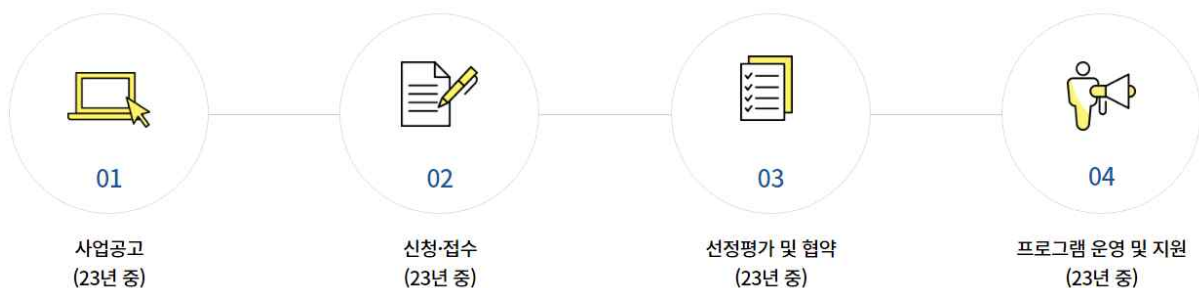 01
02
03
04
사업공고
(23년 중)
신청·접수
(23년 중)
선정평가 및 협약
(23년 중)
프로그램 운영 및 지원
(23년 중)